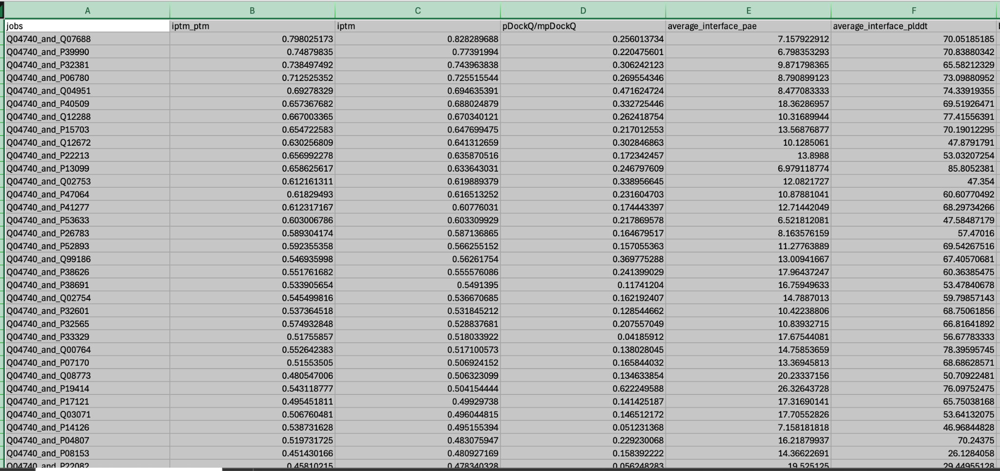 A B C D E F
jobs iptm_ptm iptm pDockQ/mpDockQ average_interface_pae average_interface_plddt
Q04740_and_Q07688 0.798025173 0.828289688 0.256013734 7.157922912 70.05185185
Q04740_and_P39990 0.74879835 0.77391994 0.220475601 6.798353293 70.83880342
Q04740_and_P32381 0.738497492 0.743963838 0.306242123 9.871798365 65.58212329
Q04740_and_P06780 0.712525352 0.725515544 0.269554346 8.790899123 73.09880952
Q04740_and_Q04951 0.69278329 0.694635391 0.471624724 8.477083333 74.33919355
Q04740_and_P40509 0.657367682 0.688024879 0.332725446 18.36286957 69.51926471
Q04740_and_Q12288 0.667003365 0.670340121 0.262418754 10.31689944 77.41556391
Q04740_and_P15703 0.654722583 0.647699475 0.217012553 13.56876877 70.19012295
Q04740_and_Q12672 0.630256809 0.641312659 0.302846863 10.1285061 47.8791791
Q04740_and_P22213 0.656992278 0.635870516 0.172342457 13.8988 53.03207254
Q04740_and_P13099 0.658625617 0.633643031 0.246797609 6.979118774 85.8052381
Q04740_and_Q02753 0.612161311 0.619889379 0.338956645 12.0821727 47.354
Q04740_and_P47064 0.61829493 0.616513252 0.231604703 10.87881041 60.60770492
Q04740_and_P41277 0.612317167 0.60776031 0.174443397 12.71442049 68.29734266
Q04740_and_P53633 0.603006786 0.603309929 0.217869578 6.521812081 47.58487179
Q04740_and_P26783 0.589304174 0.587136865 0.164679517 8.163576159 57.47016
Q04740_and_P52893 0.592355358 0.566255152 0.157055363 11.27763889 69.54267516
Q04740_and_Q99186 0.546935998 0.56261754 0.369775288 13.00941667 67.40570681
Q04740_and_P38626 0.551761682 0.555576086 0.241399029 17.96437247 60.36385475
Q04740_and_P38691 0.533905654 0.5491395 0.11741204 16.75949633 53.47840678
Q04740_and_Q02754 0.545499816 0.536670685 0.162192407 14.7887013 59.79857143
Q04740_and_P32601 0.537364518 0.531845212 0.128544662 10.42238806 68.75061856
Q04740_and_P32565 0.574932848 0.528837681 0.207557049 10.83932715 66.81641892
Q04740_and_P33329 0.51755857 0.518033922 0.04185912 17.67544081 56.67783333
Q04740_and_Q00764 0.552642383 0.517100573 0.138028045 14.75853659 78.39595745
Q04740_and_P07170 0.51553505 0.506924152 0.165844032 13.36945813 68.68628571
Q04740_and_Q08773 0.480547006 0.506323099 0.134633854 20.23337156 50.70922481
Q04740_and_P19414 0.543118777 0.504154444 0.622249588 26.32643728 76.09752475
Q04740_and_P17121 0.495451811 0.49929738 0.141425187 17.31690141 65.75038168
Q04740_and_Q03071 0.506760481 0.496044815 0.146512172 17.70552826 53.64132075
Q04740_and_P14126 0.538731628 0.495155394 0.051231368 7.158181818 46.96844828
Q04740_and_P04807 0.519731725 0.483075947 0.229230068 16.21879937 70.24375
Q04740_and_P08153 0.451430166 0.480927169 0.158392222 14.36622691 26.1284058
Q04740_and_P22082 0.45810215 0.478340328 0.056248283 19.525125 29.44955128